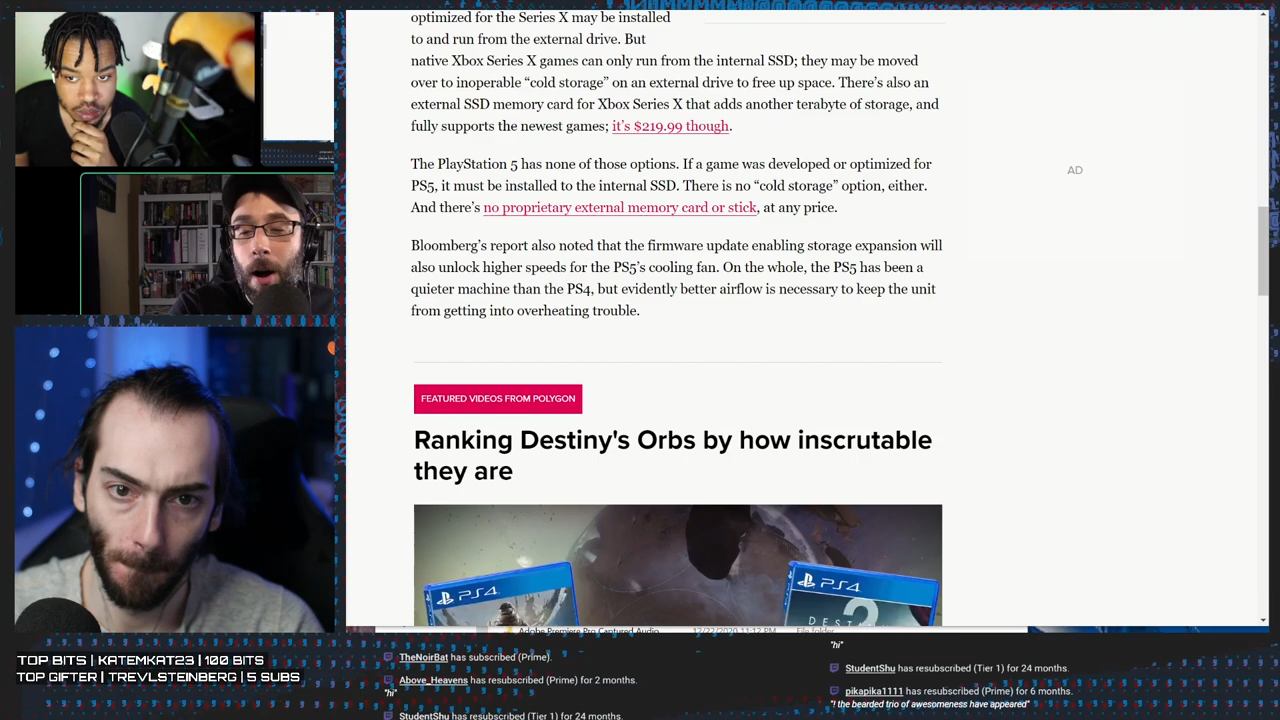 optimized for the Series X may be installed
to and run from the external drive. But
native Xbox Series X games can only run from the internal SSD; they may be moved
over to inoperable “cold storage” on an external drive to free up space. There’s also an
external SSD memory card for Xbox Series X that adds another terabyte of storage, and
fully supports the newest games; it’s $219.99 though.
The PlayStation 5 has none of those options. If a game was developed or optimized for
PS5, it must be installed to the internal SSD. There is no “cold storage” option, either.
And there’s no proprietary external memory card or stick, at any price.
Bloomberg’s report also noted that the firmware update enabling storage expansion will
also unlock higher speeds for the PS5’s cooling fan. On the whole, the PS5 has been a
quieter machine than the PS4, but evidently better airflow is necessary to keep the unit
from getting into overheating trouble.
AD
FEATURED VIDEOS FROM POLYGON
Ranking Destiny's Orbs by how inscrutable
they are
PS4
PS4
DESTI
2
Adobe Premiere Pro Captured Audio 12/22/2020 11:12 PM File folder
TOP BITS | KATEMKAT23 | 100 BITS
TOP GIFTER | TREVLSTEINBERG | 5 SUBS
TheNoirBat has subscribed (Prime).
Above_Heavens has resubscribed (Prime) for 2 months.
"hi"
StudentShu has resubscribed (Tier 1) for 24 months.
"hi"
StudentShu has resubscribed (Tier 1) for 24 months.
pikapika1111 has resubscribed (Prime) for 6 months.
"! the bearded trio of awesomeness have appeared"